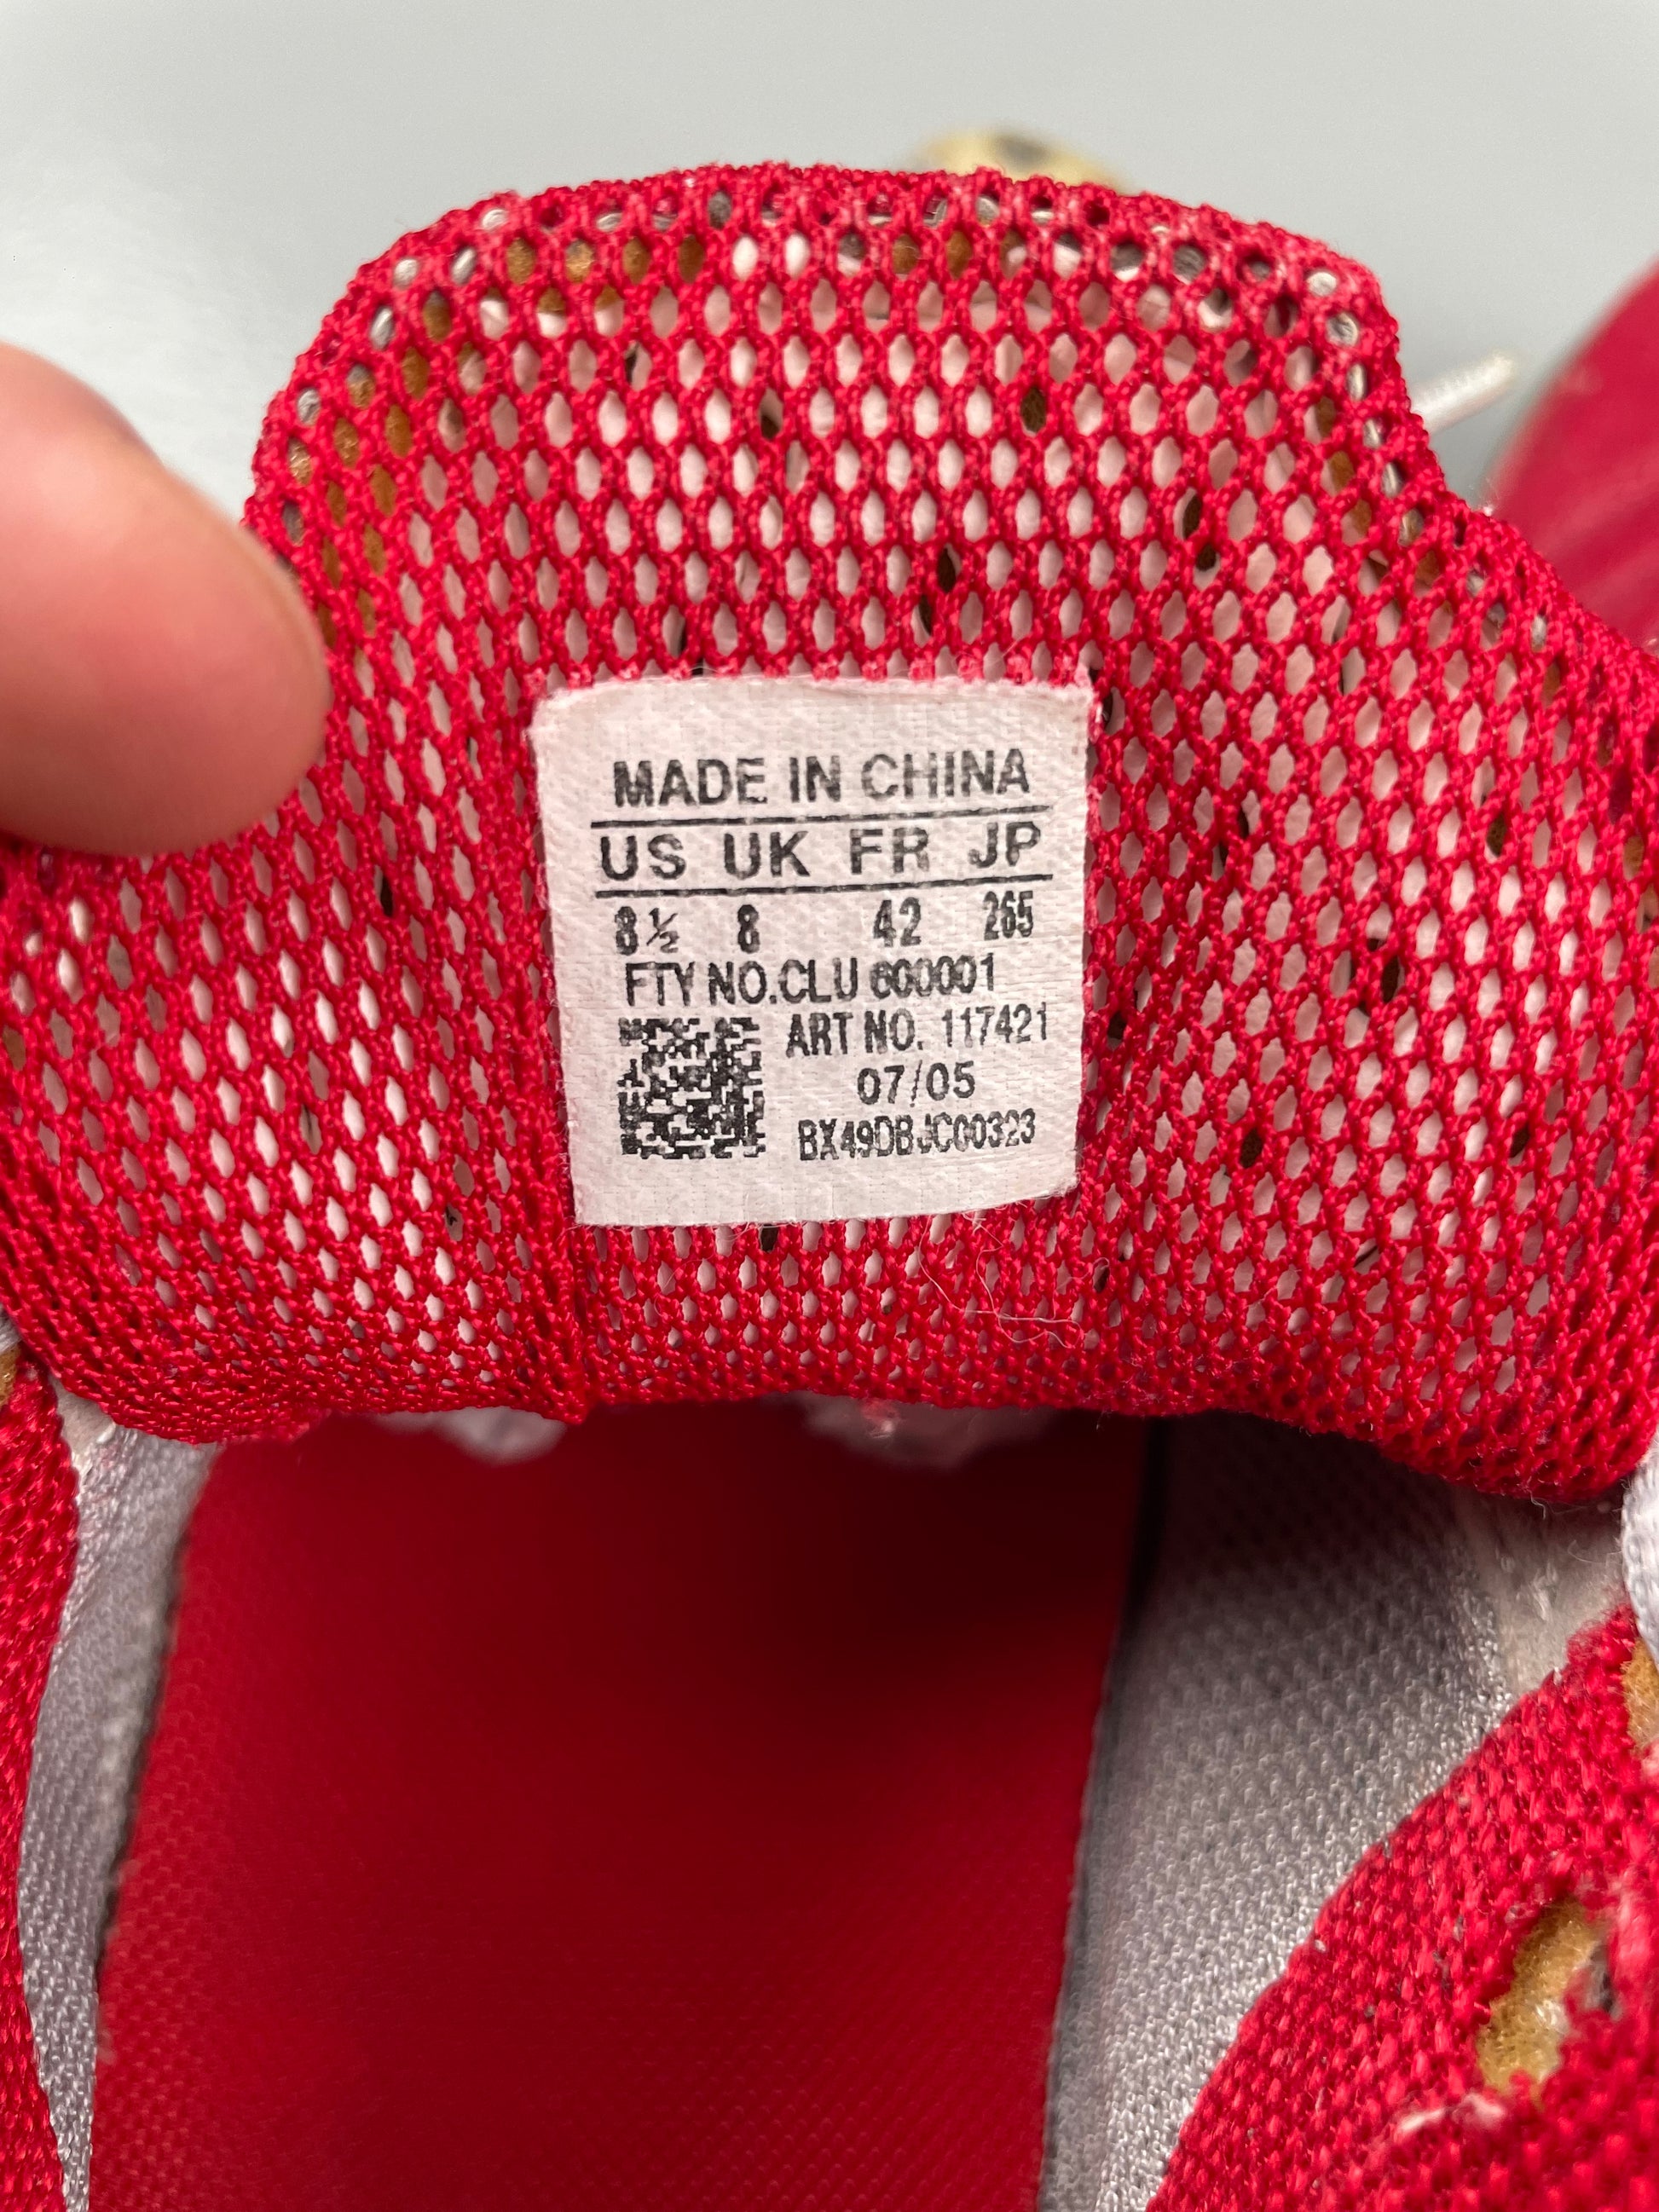 MADE IN CHINA
US UK FR JP
8½ 8 42 265
FTY NO.CLU 600001
ART NO. 117421
07/05
BX49DBJC00323